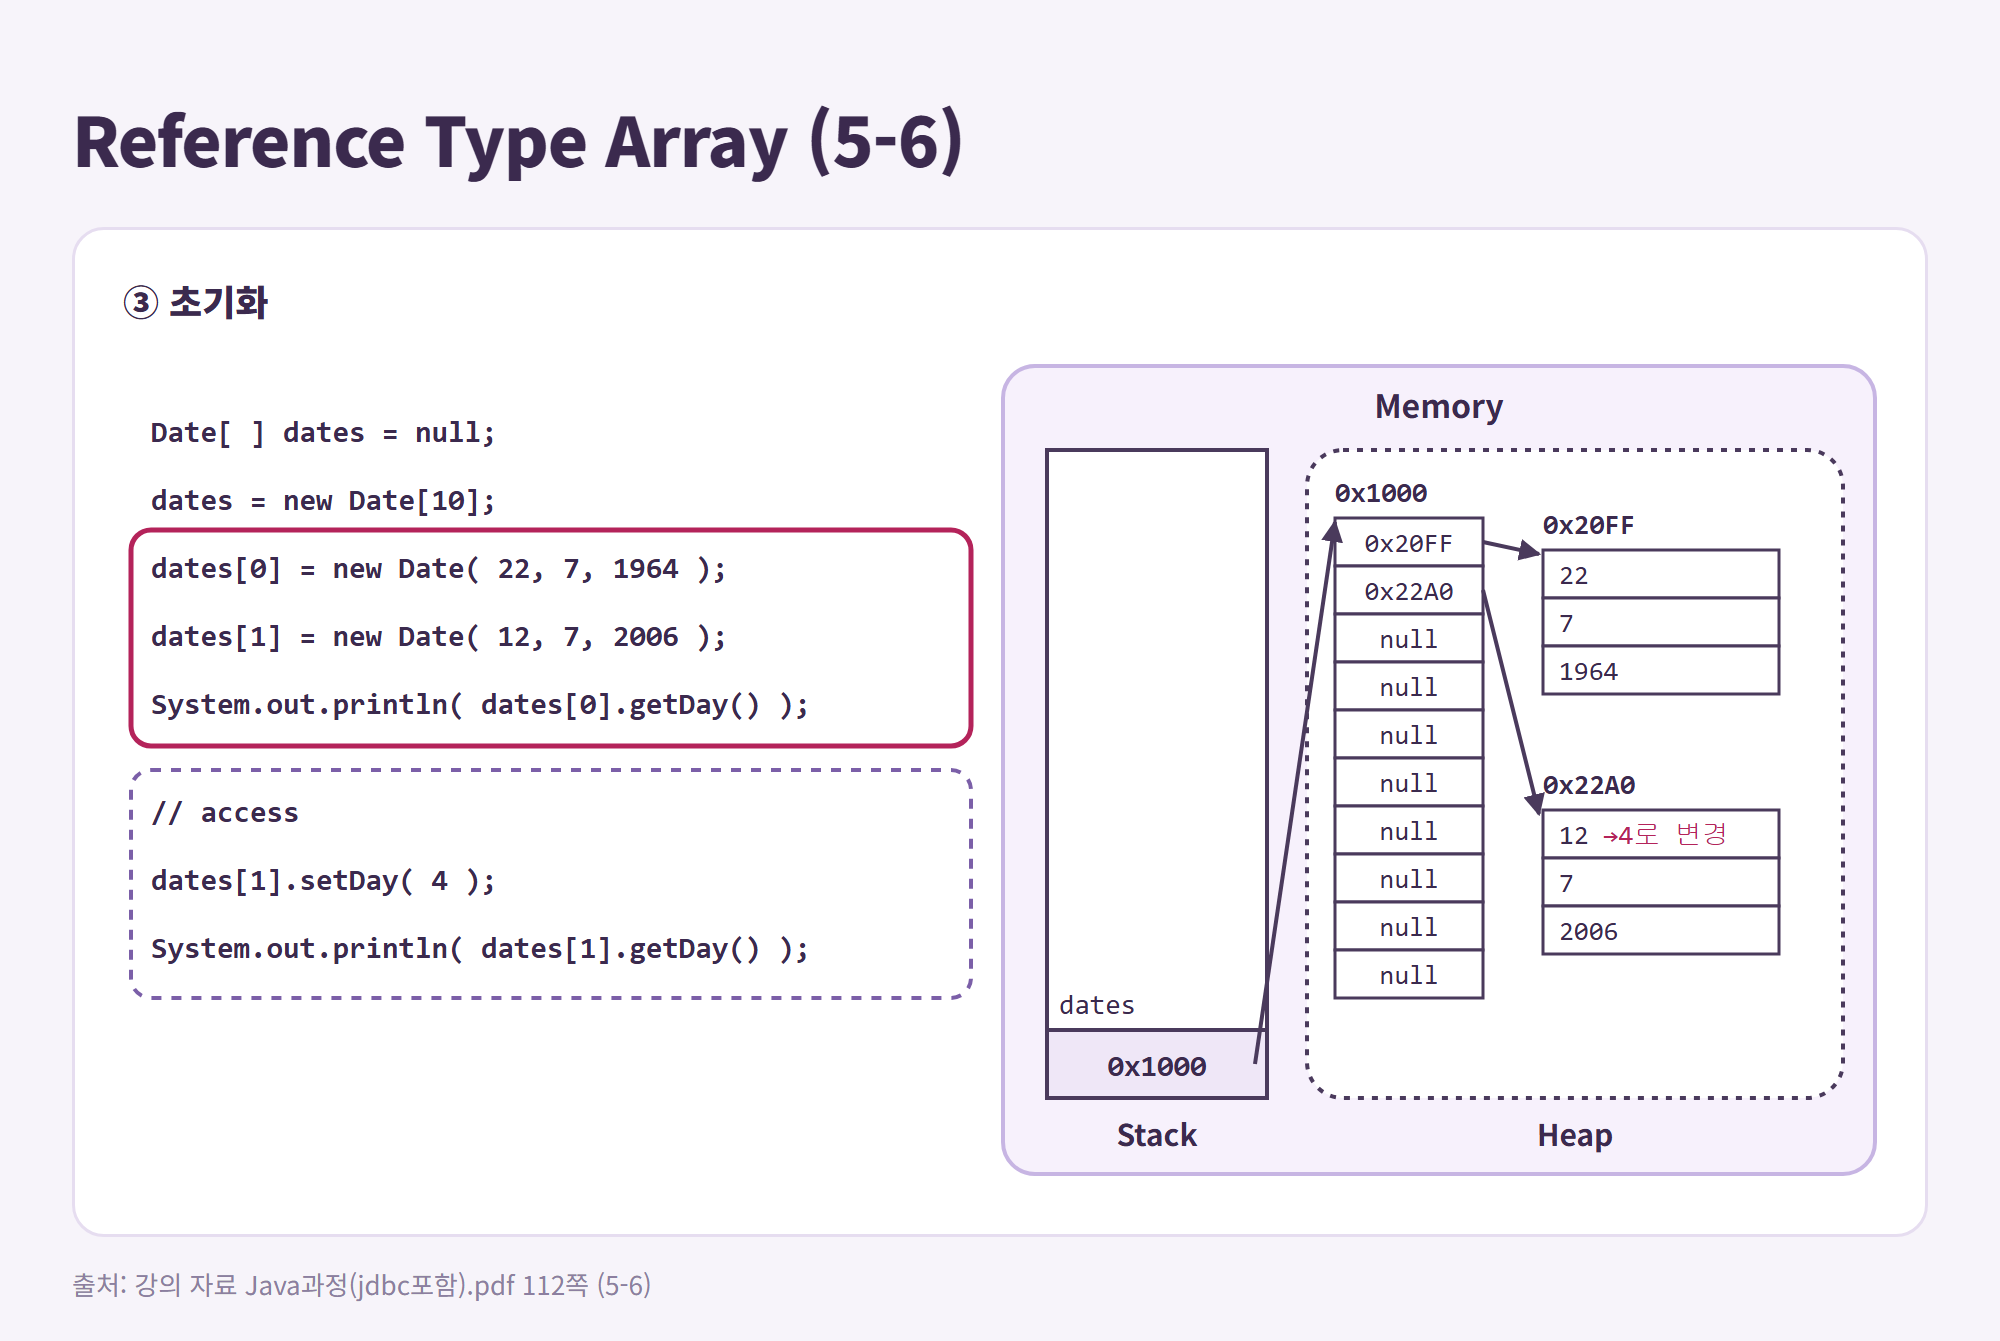 Reference Type Array (5-6)
③ 초기화
Date[ ] dates = null;
dates = new Date[10];
dates[0] = new Date( 22, 7, 1964 );
dates[1] = new Date( 12, 7, 2006 );
System.out.println( dates[0].getDay() );
// access
dates[1].setDay( 4 );
System.out.println( dates[1].getDay() );
Memory
dates
0x1000
Stack
0x1000
0x20FF
0x22A0
null
null
null
null
null
null
null
null
0x20FF
22
7
1964
0x22A0
12 →4로 변경
7
2006
Heap
출처: 강의 자료 Java과정(jdbc포함).pdf 112쪽 (5-6)